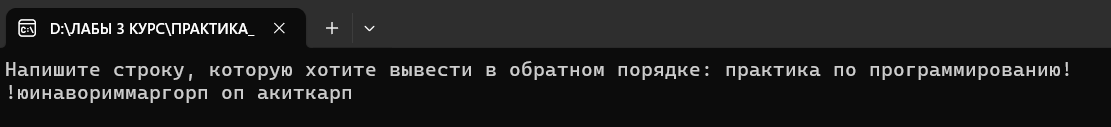 D:\ЛАБЫ 3 КУРС\ПРАКТИКА_
Напишите строку, которую хотите вывести в обратном порядке: практика по программированию!
!юинавориммаргорп оп акиткарп